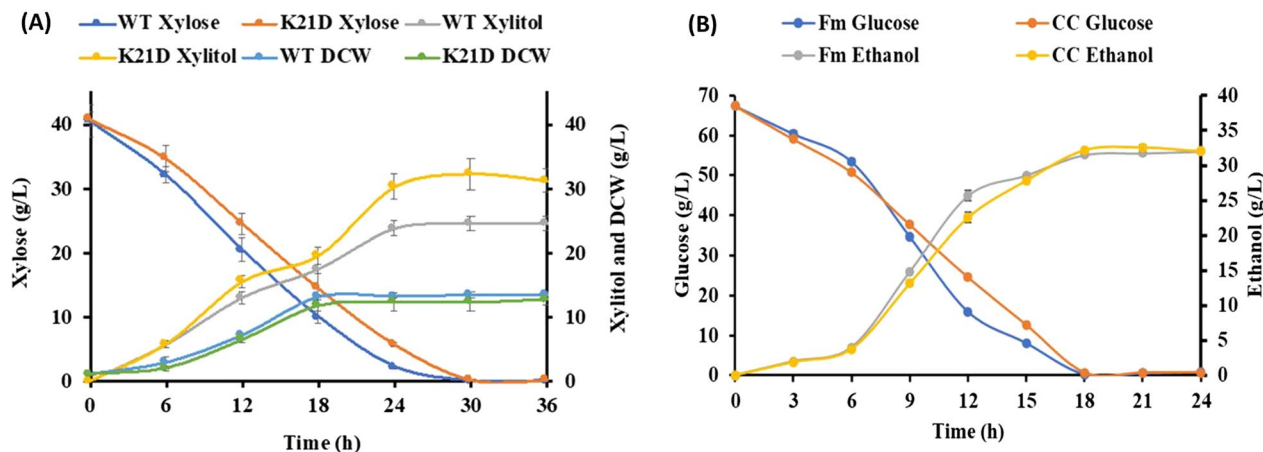 (A)
WT Xylose K21D Xylose WT Xylitol
K21D Xylitol WT DCW K21D DCW
Xylose (g/L)
40
30
20
10
0
Xylitol and DCW (g/L)
40
30
20
10
0
0 6 12 18 24 30 36
Time (h)
(B)
Fm Glucose CC Glucose
Fm Ethanol CC Ethanol
Glucose (g/L)
70
60
50
40
30
20
10
0
Ethanol (g/L)
40
35
30
25
20
15
10
5
0
0 3 6 9 12 15 18 21 24
Time (h)